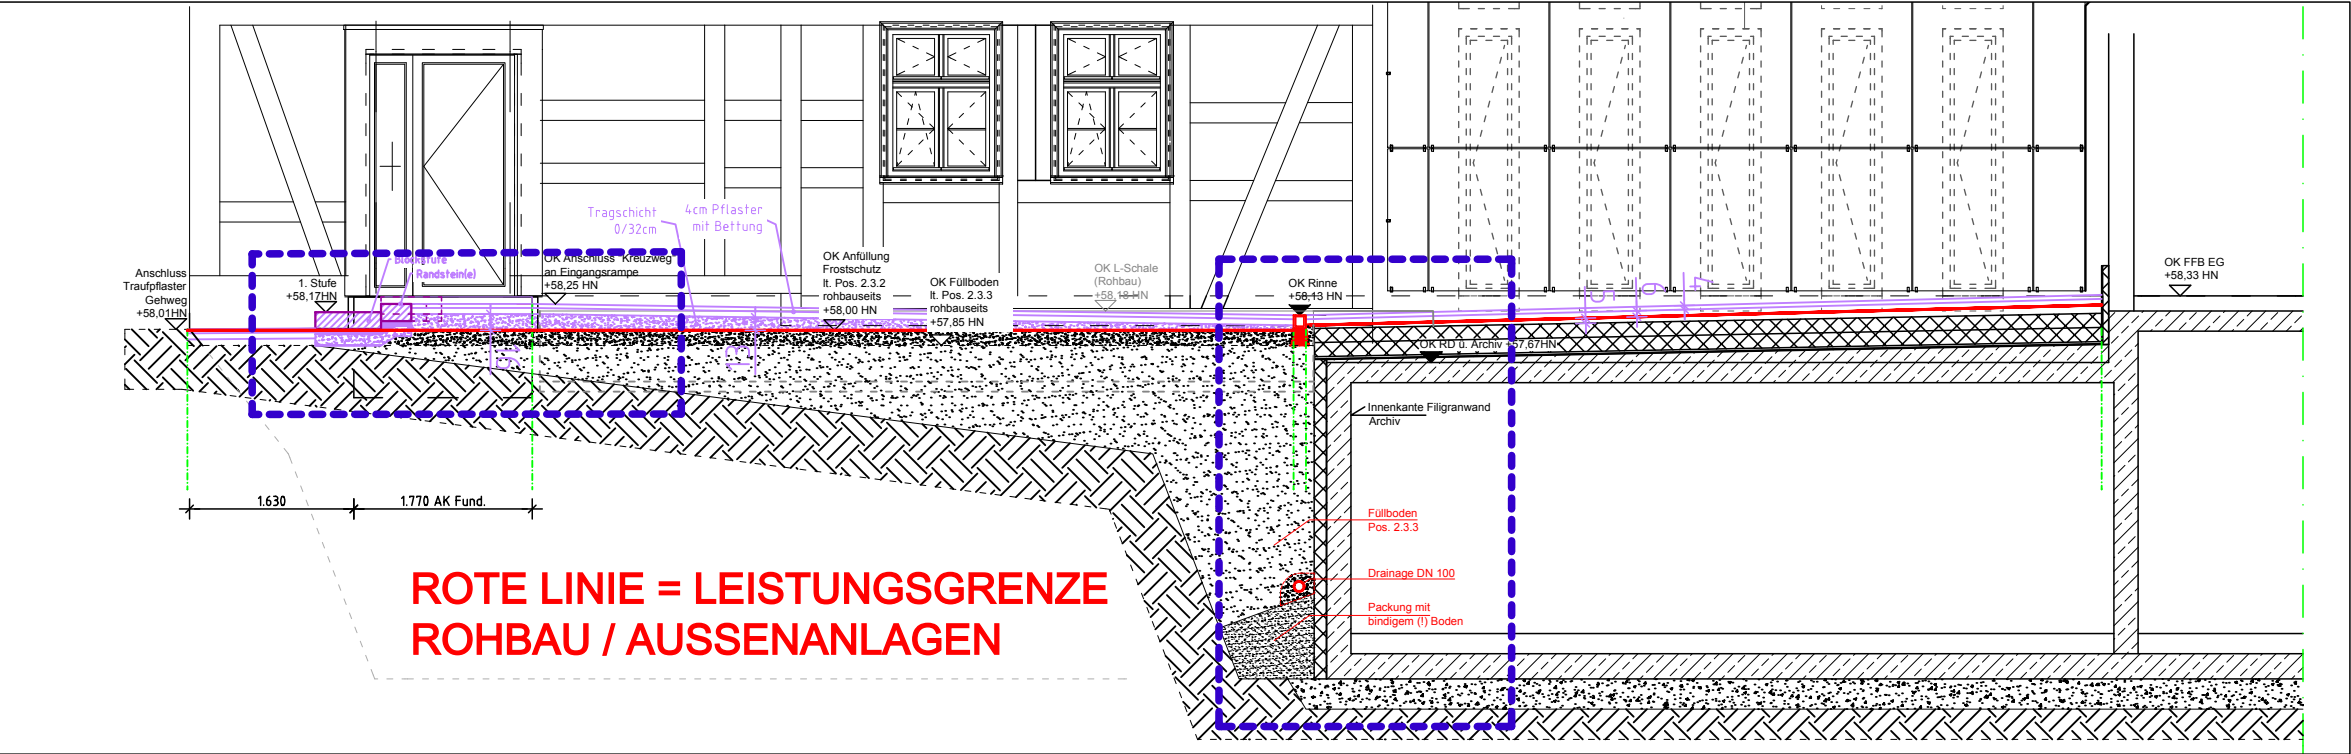 Tragschicht
0/32cm
4cm Pflaster
mit Bettung
Blockstufe
Randstein(e)
Anschluss
Traufpflaster
Gehweg
+58,01HN
1. Stufe
+58,17HN
OK Anschluss "Kreuzweg"
an Eingangsrampe
+58,25 HN
OK Anfüllung
Frostschutz
lt. Pos. 2.3.2
rohbauseits
+58,00 HN
OK Füllboden
lt. Pos. 2.3.3
rohbauseits
+57,85 HN
OK L-Schale
(Rohbau)
+58,18 HN
OK Rinne
+58,13 HN
OK FFB EG
+58,33 HN
16
13
5
9
4
OK RD ü. Archiv +57,67HN
Innenkante Filigranwand
Archiv
1.630
1.770 AK Fund.
Füllboden
Pos. 2.3.3
Drainage DN 100
Packung mit
bindigem (!) Boden
ROTE LINIE = LEISTUNGSGRENZE
ROHBAU / AUSSENANLAGEN